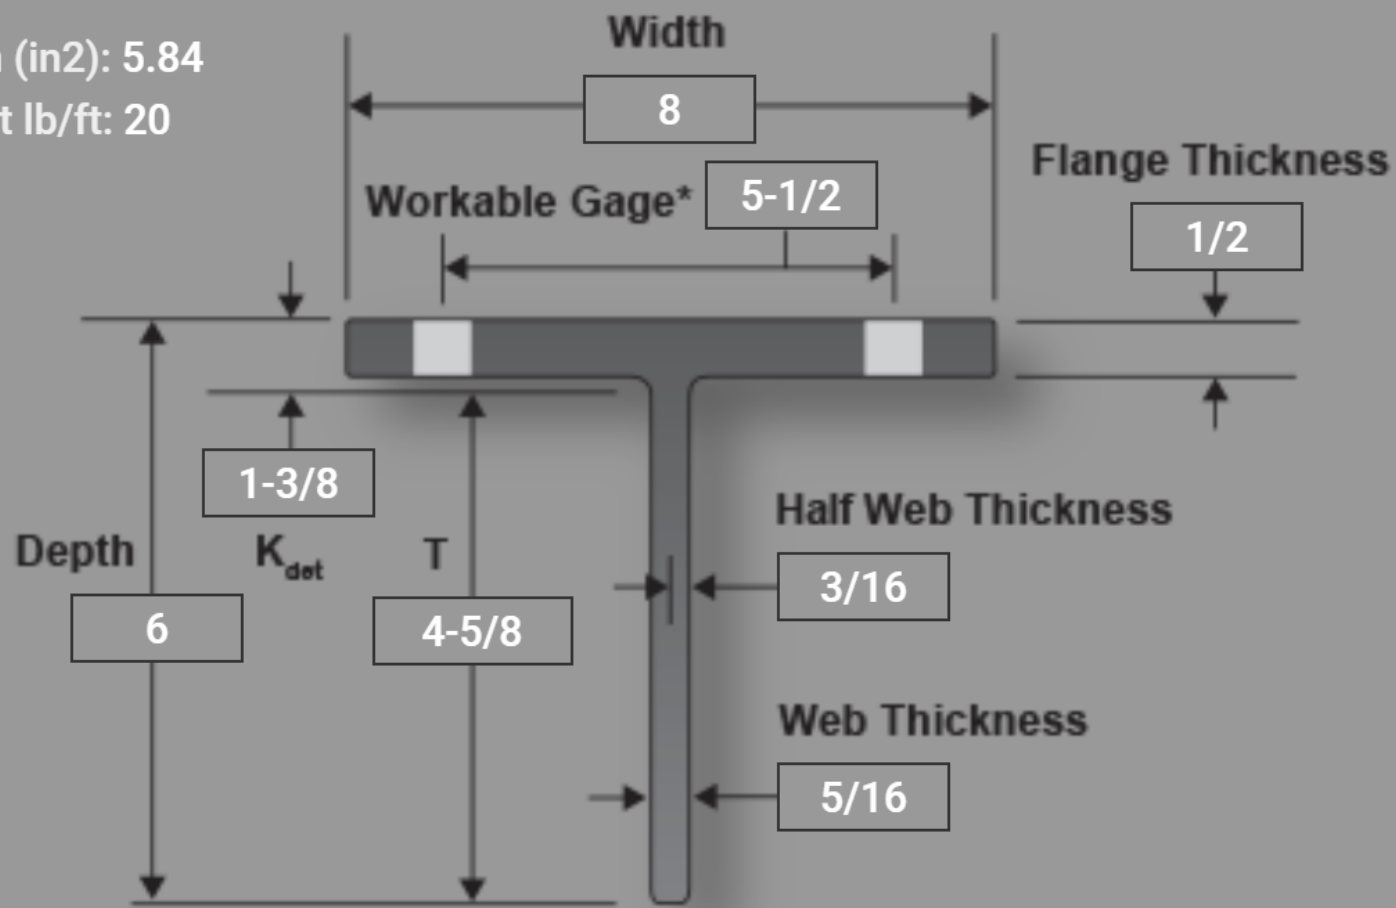 (in2): 5.84
t lb/ft: 20
Width
8
Workable Gage*
5-1/2
Flange Thickness
1/2
1-3/8
Kdet
T
Depth
6
4-5/8
Half Web Thickness
3/16
Web Thickness
5/16